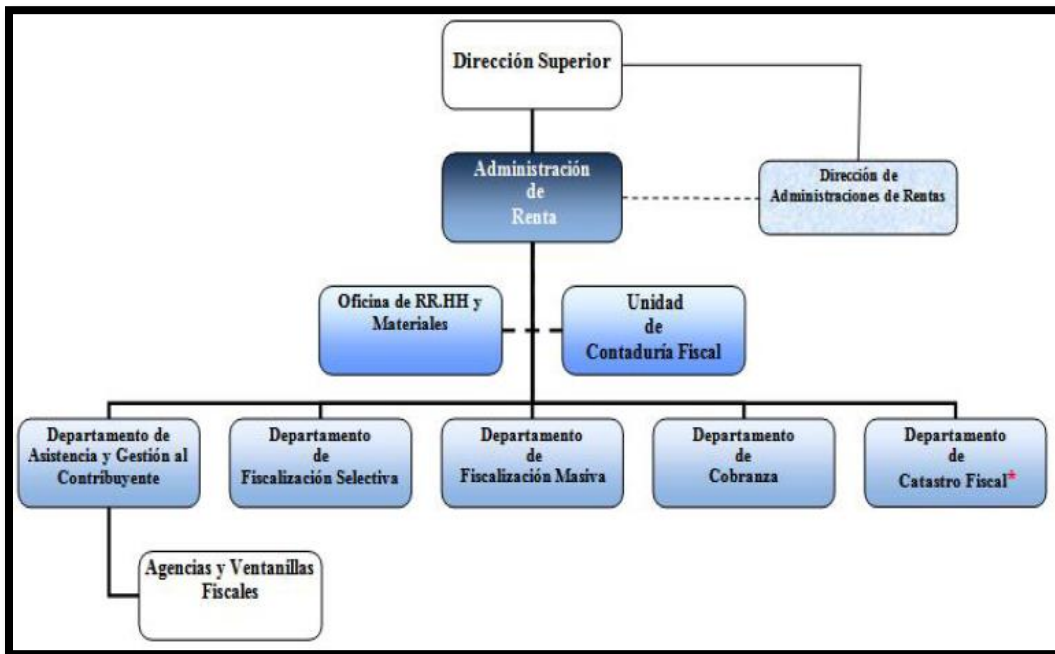 Dirección Superior
Administración
de
Renta
Dirección de
Administraciones de Rentas
Oficina de RR.HH y
Materiales
Unidad
de
Contaduría Fiscal
Departamento de
Asistencia y Gestión al
Contribuyente
Departamento
de
Fiscalización Selectiva
Departamento
de
Fiscalización Masiva
Departamento
de
Cobranza
Departamento
de
Catastro Fiscal*
Agencias y Ventanillas
Fiscales